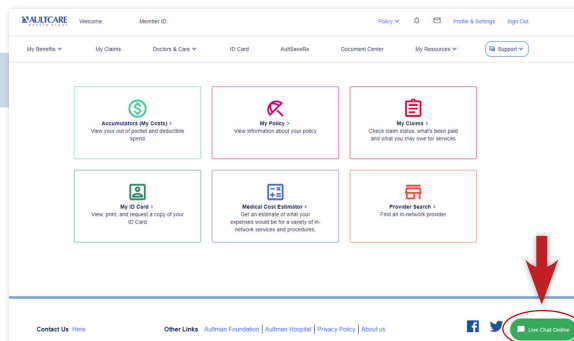 AULTCARE
HEALTH PLANS
Welcome, Member ID: Policy Profile & Settings Sign Out
My Benefits My Claims Doctors & Care ID Card AultSaveRx Document Center My Resources Support
Accumulators (My Costs) >
View your out of pocket and deductible
spend
My Policy >
View information about your policy
My Claims >
Check claim status, what's been paid
and what you may owe for services
My ID Card >
View, print, and request a copy of your
ID Card
Medical Cost Estimator >
Get an estimate of what your
expenses would be for a variety of in-
network services and procedures.
Provider Search >
Find an in-network provider
Contact Us Here Other Links Aultman Foundation | Aultman Hospital | Privacy Policy | About us
Live Chat Online